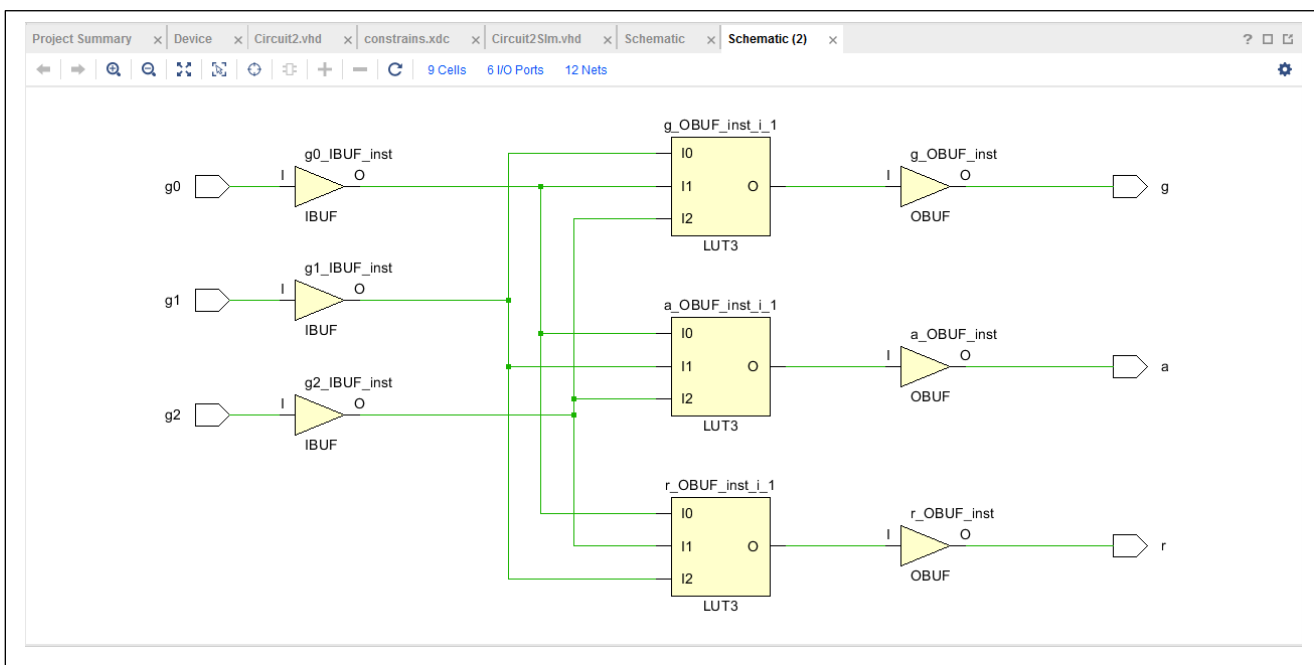 Project Summary
Device
Circuit2.vhd
constrains.xdc
Circuit2SIm.vhd
Schematic
Schematic (2)
9 Cells
6 I/O Ports
12 Nets
g_OBUF_inst_i_1
g0_IBUF_inst
I0
g_OBUF_inst
g0
I
O
I1
O
I
O
g
IBUF
I2
OBUF
LUT3
g1_IBUF_inst
g1
I
O
IBUF
a_OBUF_inst_i_1
I0
a_OBUF_inst
I1
O
I
O
a
g2_IBUF_inst
g2
I
O
I2
OBUF
IBUF
LUT3
r_OBUF_inst_i_1
I0
r_OBUF_inst
I1
O
I
O
r
I2
OBUF
LUT3